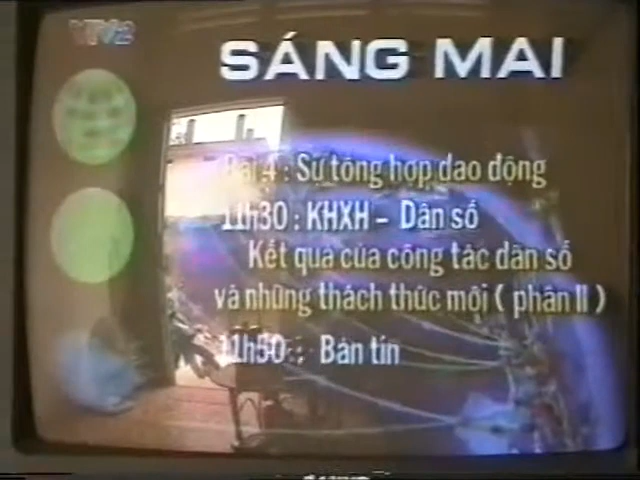 VTV2
SÁNG MAI
Bài 4 : Sự tổng hợp dao động
11h30 : KHXH - Dân số
Kết quả của công tác dân số
và những thách thức mới ( phần II )
11h50 : Bản tin